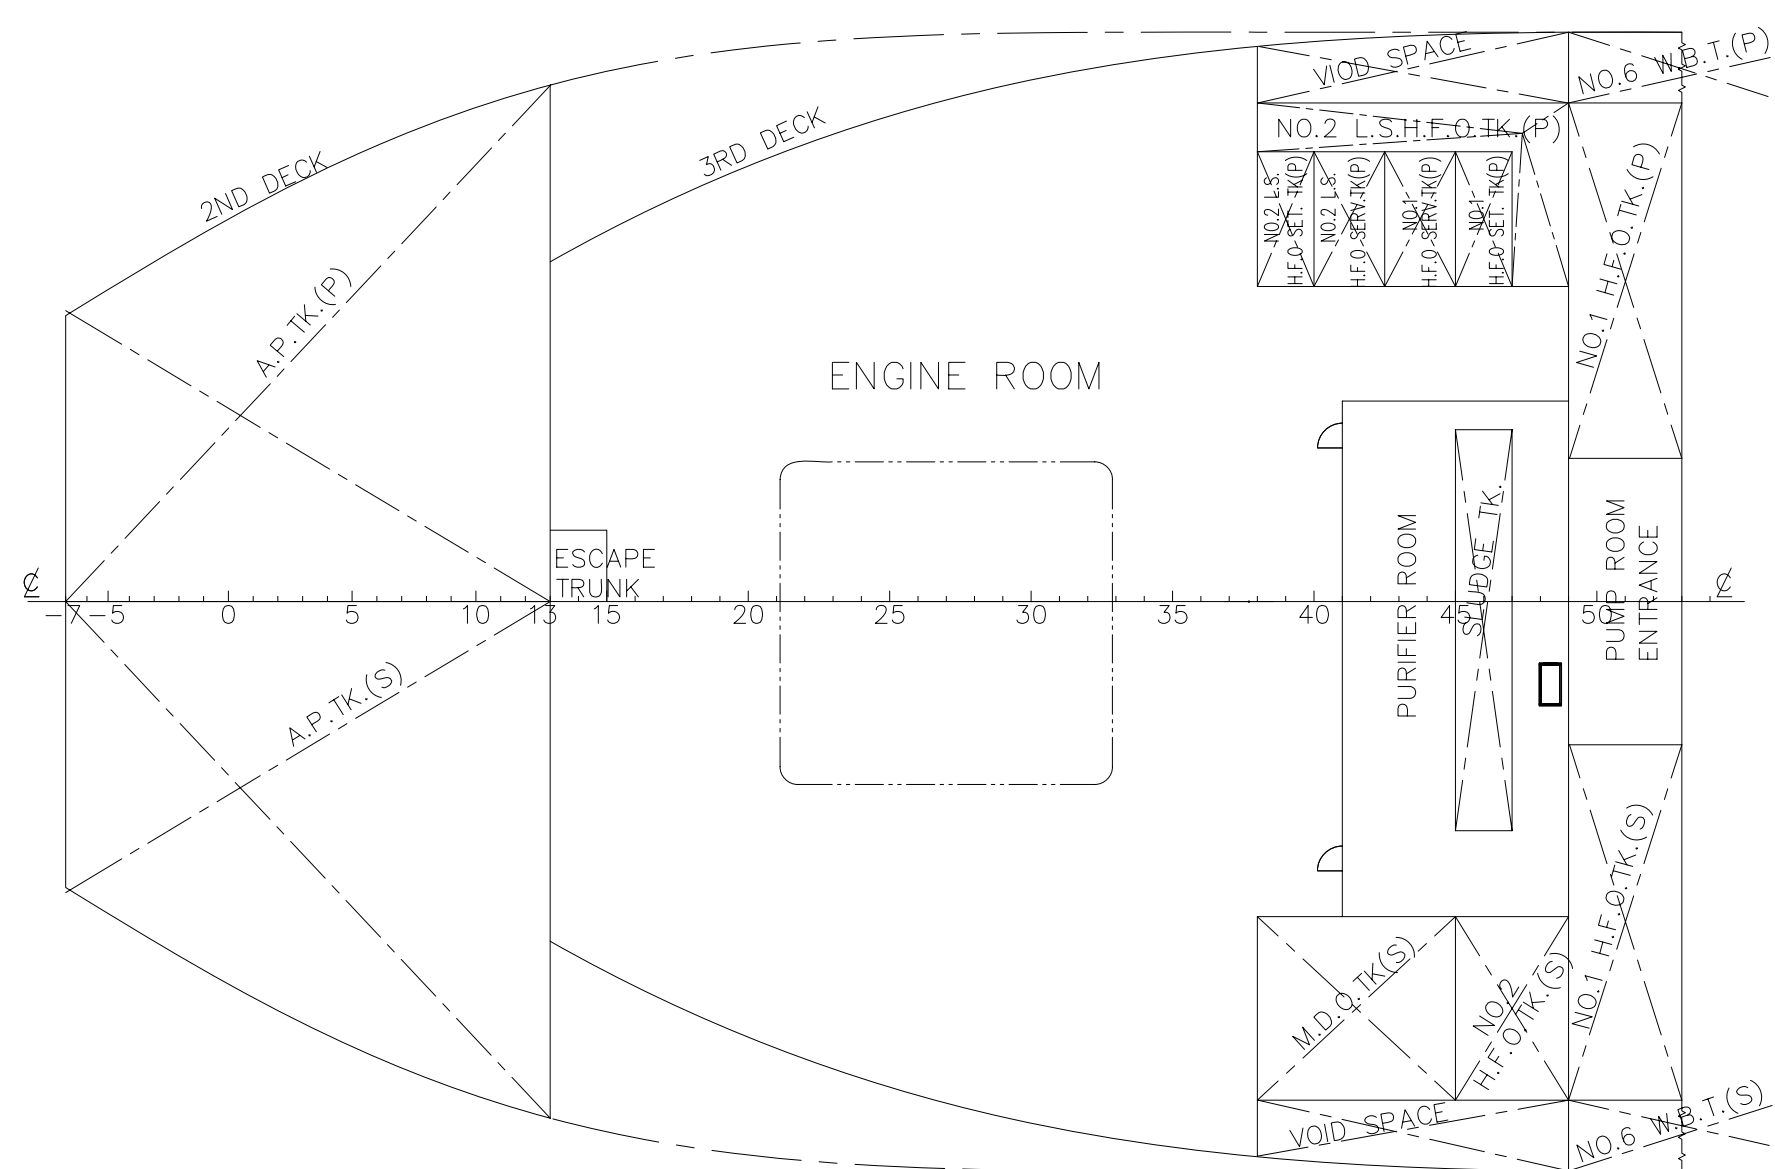 VIOD SPACE
NO.6 W.B.T.(P)
NO.2 L.S.H.F.O.TK.(P)
3RD DECK
2ND DECK
NO.2 L.S.
H.F.O SET. TK(P)
NO.2 L.S.
H.F.O SERV.TK(P)
NO.1
H.F.O SERV.TK(P)
NO.1
H.F.O SET. TK(P)
NO.1 H.F.O.TK.(P)
A.P.TK.(P)
ENGINE ROOM
ESCAPE
TRUNK
PURIFIER ROOM
SLUDGE TK.
PUMP ROOM
ENTRANCE
℄ ℄
-7 -5 0 5 10 13 15 20 25 30 35 40 45 50
A.P.TK.(S)
M.D.O.TK(S)
NO.2
H.F.O.TK.(S)
NO.1 H.F.O.TK.(S)
VOID SPACE
NO.6 W.B.T.(S)